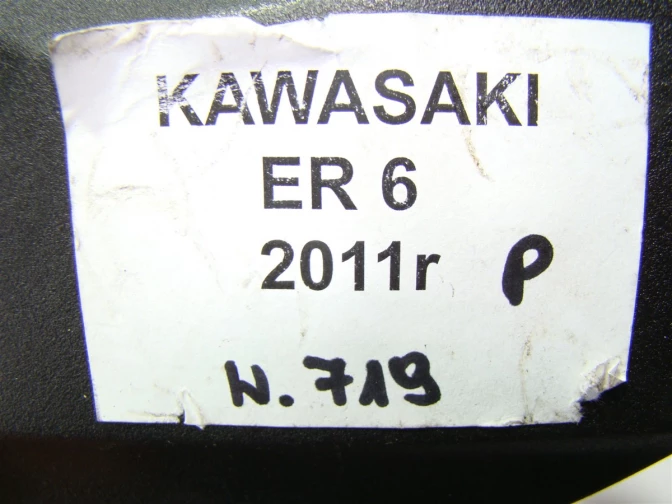 KAWASAKI
ER 6
2011r P
N.719